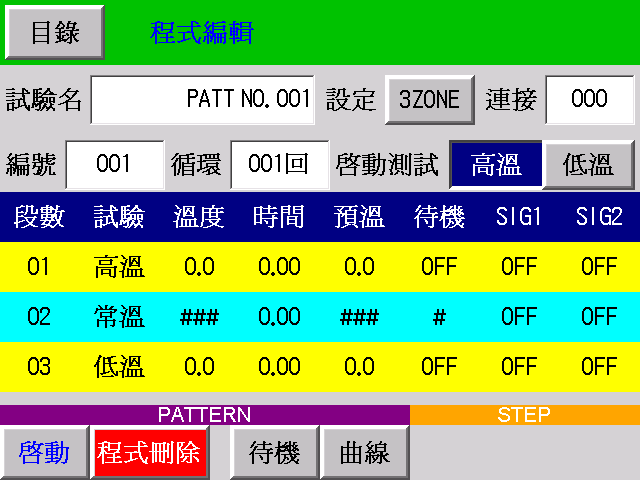 目錄 程式編輯
試驗名 PATT NO.001 設定 3ZONE 連接 000
編號 001 循環 001回 啓動測試 高溫 低溫
段數 試驗 溫度 時間 預溫 待機 SIG1 SIG2
01 高溫 0.0 0.00 0.0 OFF OFF OFF
02 常溫 ### 0.00 ### # OFF OFF
03 低溫 0.0 0.00 0.0 OFF OFF OFF
PATTERN STEP
啓動 程式刪除 待機 曲線